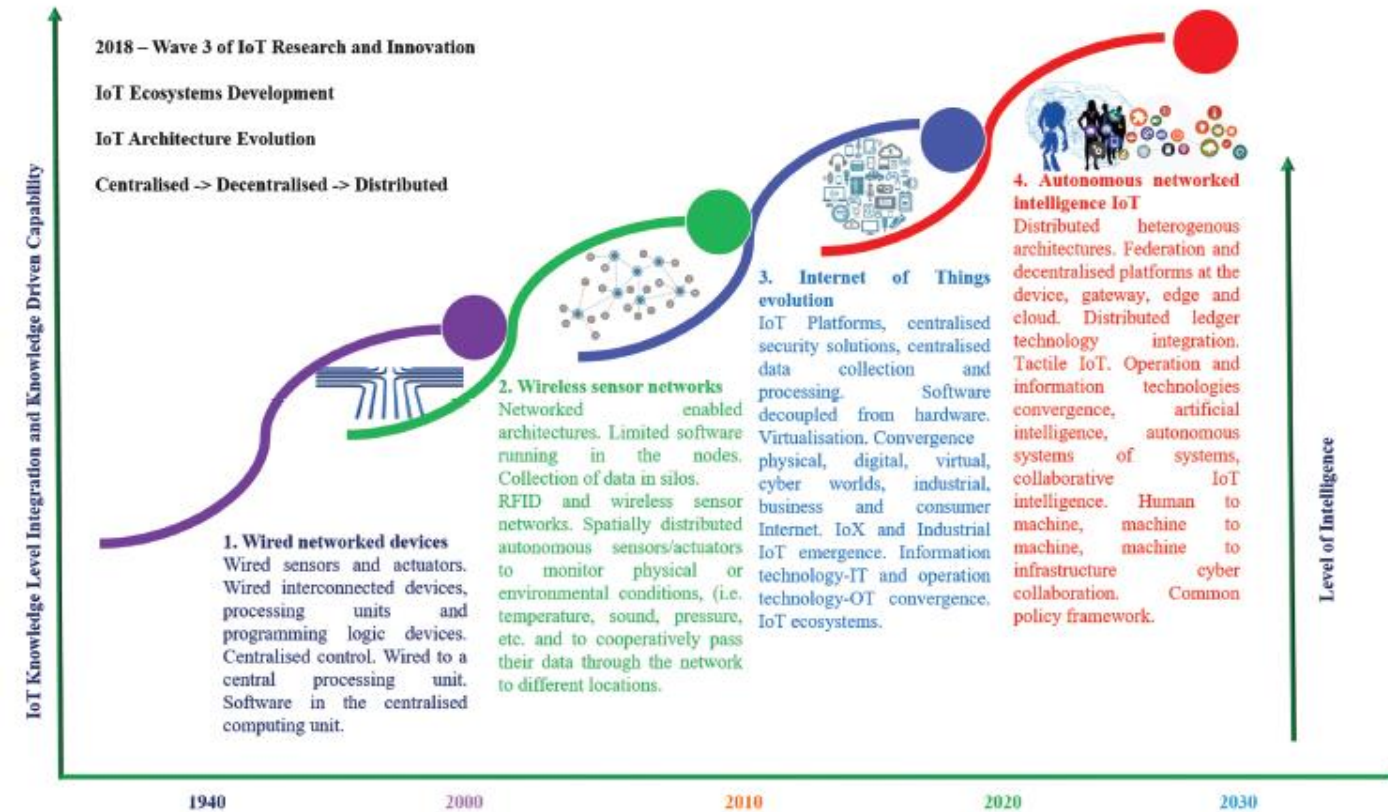 2018 – Wave 3 of IoT Research and Innovation
IoT Ecosystems Development
IoT Architecture Evolution
Centralised -> Decentralised -> Distributed
IoT Knowledge Level Integration and Knowledge Driven Capability
1. Wired networked devices
Wired sensors and actuators.
Wired interconnected devices,
processing units and
programming logic devices.
Centralised control. Wired to a
central processing unit.
Software in the centralised
computing unit.
2. Wireless sensor networks
Networked enabled
architectures. Limited software
running in the nodes.
Collection of data in silos.
RFID and wireless sensor
networks. Spatially distributed
autonomous sensors/actuators
to monitor physical or
environmental conditions, (i.e.
temperature, sound, pressure,
etc. and to cooperatively pass
their data through the network
to different locations.
3. Internet of Things
evolution
IoT Platforms, centralised
security solutions, centralised
data collection and
processing. Software
decoupled from hardware.
Virtualisation. Convergence
physical, digital, virtual,
cyber worlds, industrial,
business and consumer
Internet. IoX and Industrial
IoT emergence. Information
technology-IT and operation
technology-OT convergence.
IoT ecosystems.
4. Autonomous networked
intelligence IoT
Distributed heterogenous
architectures. Federation and
decentralised platforms at the
device, gateway, edge and
cloud. Distributed ledger
technology integration.
Tactile IoT. Operation and
information technologies
convergence, artificial
intelligence, autonomous
systems of systems,
collaborative IoT
intelligence. Human to
machine, machine to
machine, machine to
infrastructure cyber
collaboration. Common
policy framework.
Level of Intelligence
1940 2000 2010 2020 2030